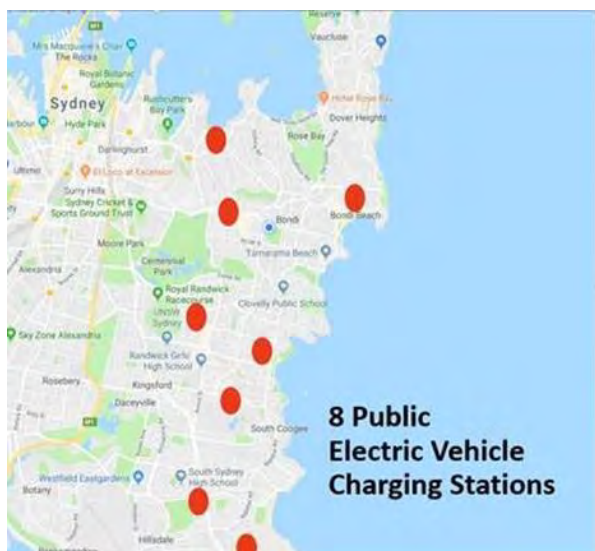 Reserve
Vaucluse
Mrs Macquarie's Chair
The Rocks
Royal Botanic
Gardens
Rushcutters
Bay Park
Sydney
Hotel Rose Bay
Dover Heights
Harbour
Hyde Park
Rose Bay
Darlinghurst
Ultimo
El Loco at Excelsior
Surry Hills
Sydney Cricket &
Sports Ground Trust
Bondi
Bondi Beach
Moore Park
Tamarama Beach
Centennial
Park
Alexandria
Royal Randwick
Racecourse
Clovelly Public School
UNSW
Sydney
Sky Zone Alexandria
Randwick Girls'
High School
Rosebery
Kingsford
Daceyville
8 Public
Electric Vehicle
Charging Stations
M1
South Coogee
Westfield Eastgardens
South Sydney
High School
Botany
Hillsdale